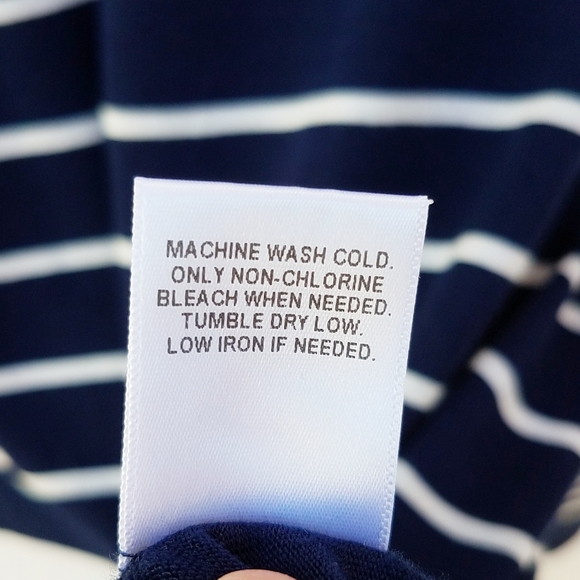 MACHINE WASH COLD.
ONLY NON-CHLORINE
BLEACH WHEN NEEDED.
TUMBLE DRY LOW.
LOW IRON IF NEEDED.